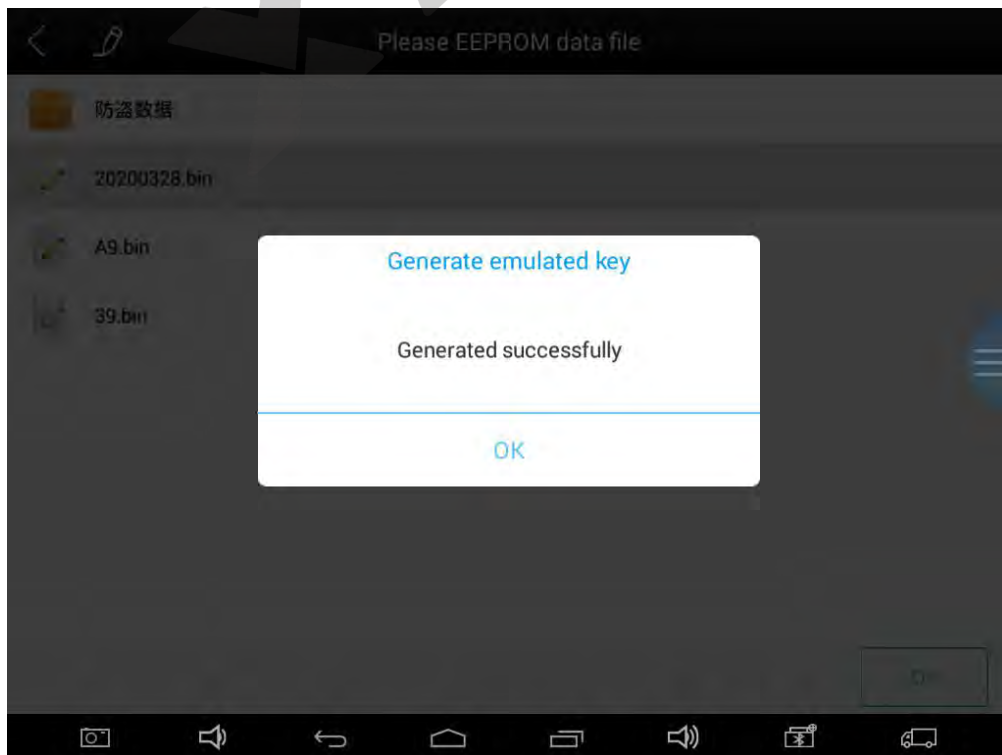 Please EEPROM data file
防盗数据
20200328.bin
A9.bin
39.bin
Generate emulated key
Generated successfully
OK